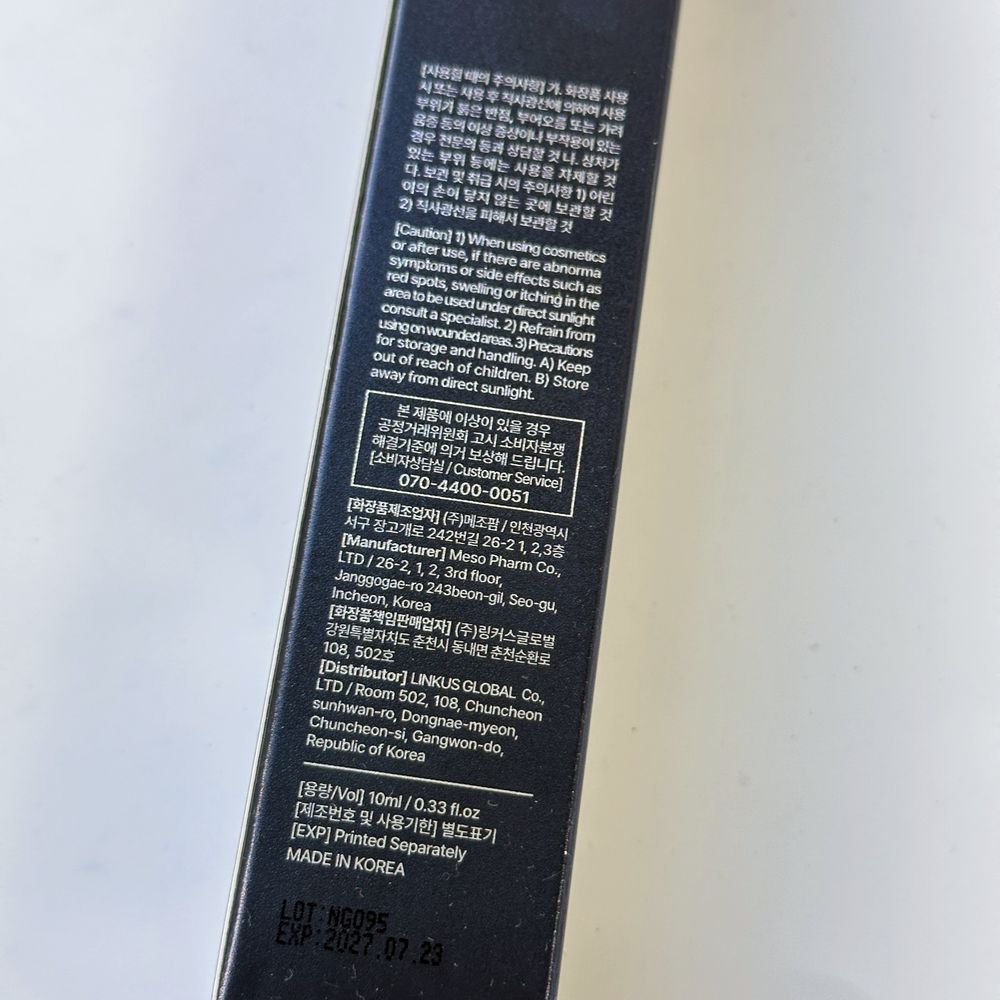 [사용할 때의 주의사항] 가. 화장품 사용
시 또는 사용 후 직사광선에 의하여 사용
부위가 붉은 반점, 부어오름 또는 가려
움증 등의 이상 증상이나 부작용이 있는
경우 전문의 등과 상담할 것 나. 상처가
있는 부위 등에는 사용을 자제할 것
다. 보관 및 취급 시의 주의사항 1) 어린
이의 손이 닿지 않는 곳에 보관할 것
2) 직사광선을 피해서 보관할 것
[Caution] 1) When using cosmetics
or after use, if there are abnorma
symptoms or side effects such as
red spots, swelling or itching in the
area to be used under direct sunlight
consult a specialist. 2) Refrain from
using on wounded areas. 3) Precautions
for storage and handling. A) Keep
out of reach of children. B) Store
away from direct sunlight.
본 제품에 이상이 있을 경우
공정거래위원회 고시 소비자분쟁
해결기준에 의거 보상해 드립니다.
[소비자상담실 / Customer Service]
070-4400-0051
[화장품제조업자] (주)메조팜 / 인천광역시
서구 장고개로 242번길 26-2 1, 2,3층
[Manufacturer] Meso Pharm Co.,
LTD / 26-2, 1, 2, 3rd floor,
Janggogae-ro 243beon-gil, Seo-gu,
Incheon, Korea
[화장품책임판매업자] (주)링커스글로벌
강원특별자치도 춘천시 동내면 춘천순환로
108, 502호
[Distributor] LINKUS GLOBAL Co.,
LTD / Room 502, 108, Chuncheon
sunhwan-ro, Dongnae-myeon,
Chuncheon-si, Gangwon-do,
Republic of Korea
[용량/Vol] 10ml / 0.33 fl.oz
[제조번호 및 사용기한] 별도표기
[EXP] Printed Separately
MADE IN KOREA
LOT:NG095
EXP:2027.07.23